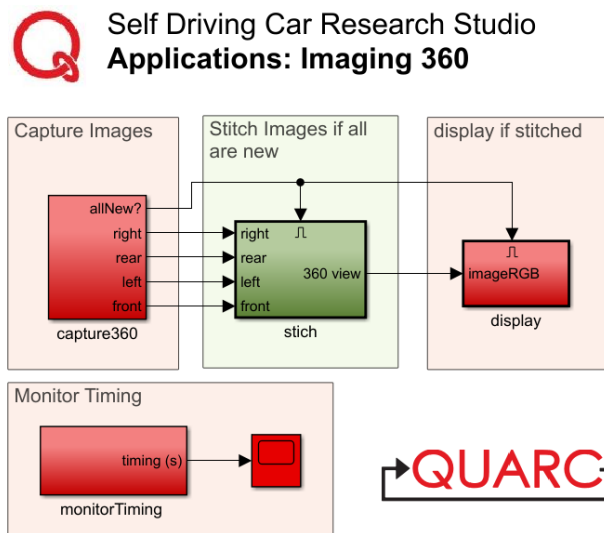 Self Driving Car Research Studio
Applications: Imaging 360
Capture Images
allNew?
right
rear
left
front
capture360
Stitch Images if all
are new
right
rear
left
front
360 view
stich
display if stitched
imageRGB
display
Monitor Timing
timing (s)
monitorTiming
QUARC